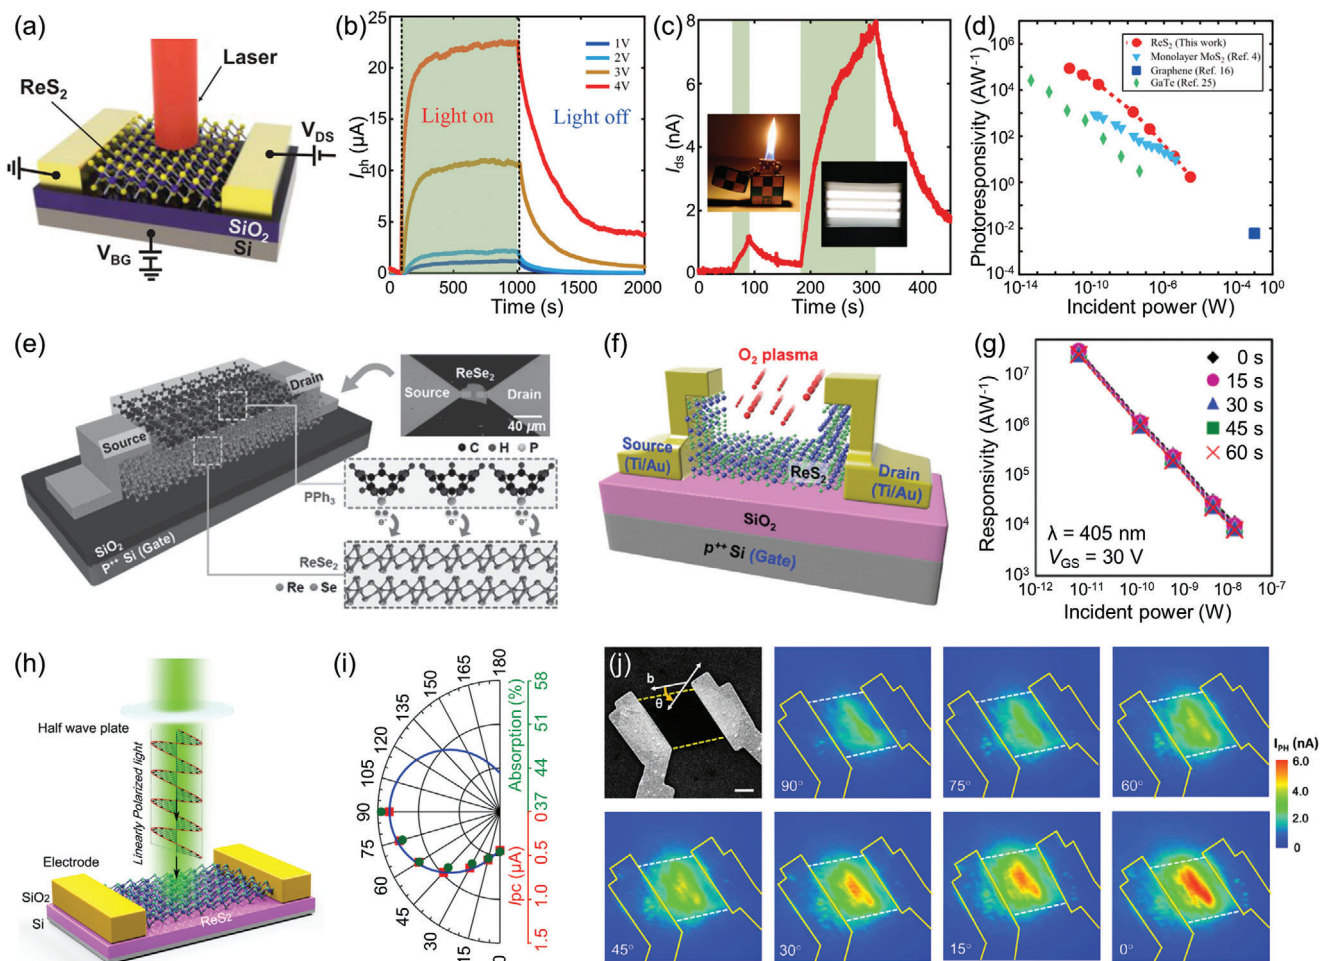 (a)
Laser
ReS2
VDS
SiO2
Si
VBG
(b)
25
20
15
10
5
0
Iph (μA)
1V
2V
3V
4V
Light on
Light off
0
500
1000
1500
2000
Time (s)
(c)
8
6
4
2
0
Ids (nA)
0
100
200
300
400
Time (s)
(d)
10^6
10^4
10^2
10^0
10^-2
10^-4
Photoresponsivity (AW^-1)
ReS2 (This work)
Monolayer MoS2 (Ref. 4)
Graphene (Ref. 16)
GaTe (Ref. 25)
10^-14
10^-10
10^-6
10^-4
10^0
Incident power (W)
(e)
Drain
Source
SiO2
P++ Si (Gate)
ReSe2
Source
Drain
40 μm
C H P
PPh3
e- e- e-
ReSe2
Re Se
(f)
O2 plasma
Source
(Ti/Au)
ReS2
Drain
(Ti/Au)
SiO2
p++ Si (Gate)
(g)
10^7
10^6
10^5
10^4
10^3
Responsivity (AW^-1)
0 s
15 s
30 s
45 s
60 s
λ = 405 nm
VGS = 30 V
10^-12
10^-11
10^-10
10^-9
10^-8
10^-7
Incident power (W)
(h)
Half wave plate
Linearly Polarized light
Electrode
SiO2
Si
ReS2
(i)
180
165
150
135
120
105
90
75
60
45
30
15
0
58
51
44
37
Absorption (%)
0
0.5
1.0
1.5
Ipc (μA)
(j)
b
θ
90°
75°
60°
IPH (nA)
6.0
4.0
2.0
0
45°
30°
15°
0°